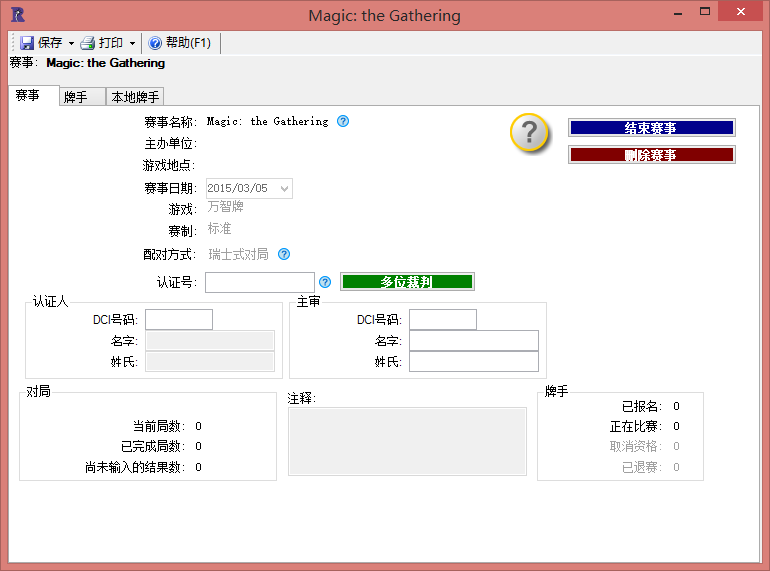 Magic: the Gathering
保存 打印 帮助(F1)
赛事: Magic: the Gathering
赛事 牌手 本地牌手
赛事名称: Magic: the Gathering
主办单位:
游戏地点:
赛事日期: 2015/03/05
游戏: 万智牌
赛制: 标准
配对方式: 瑞士式对局
认证号:
多位裁判
结束赛事
删除赛事
认证人
DCI号码:
名字:
姓氏:
主审
DCI号码:
名字:
姓氏:
对局
当前局数: 0
已完成局数: 0
尚未输入的结果数: 0
注释:
牌手
已报名: 0
正在比赛: 0
取消资格: 0
已退赛: 0